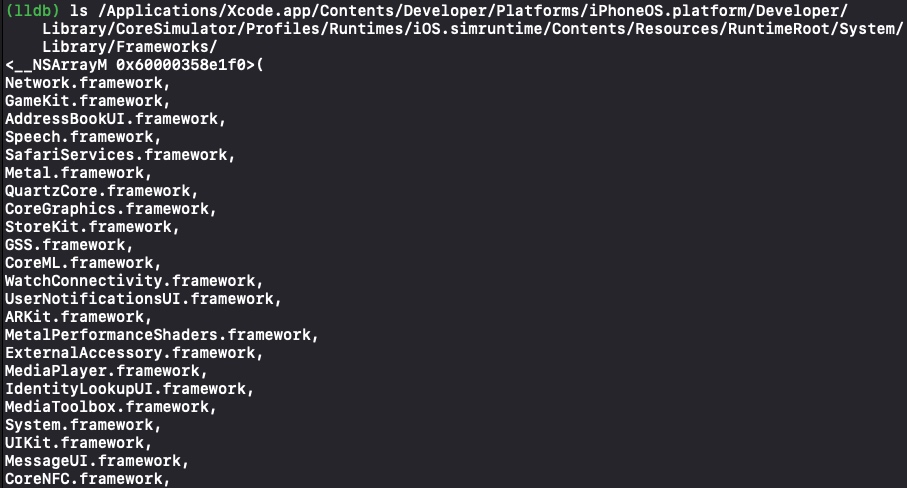 (lldb) ls /Applications/Xcode.app/Contents/Developer/Platforms/iPhoneOS.platform/Developer/
Library/CoreSimulator/Profiles/Runtimes/iOS.simruntime/Contents/Resources/RuntimeRoot/System/
Library/Frameworks/
<__NSArrayM 0x60000358e1f0>(
Network.framework,
GameKit.framework,
AddressBookUI.framework,
Speech.framework,
SafariServices.framework,
Metal.framework,
QuartzCore.framework,
CoreGraphics.framework,
StoreKit.framework,
GSS.framework,
CoreML.framework,
WatchConnectivity.framework,
UserNotificationsUI.framework,
ARKit.framework,
MetalPerformanceShaders.framework,
ExternalAccessory.framework,
MediaPlayer.framework,
IdentityLookupUI.framework,
MediaToolbox.framework,
System.framework,
UIKit.framework,
MessageUI.framework,
CoreNFC.framework,